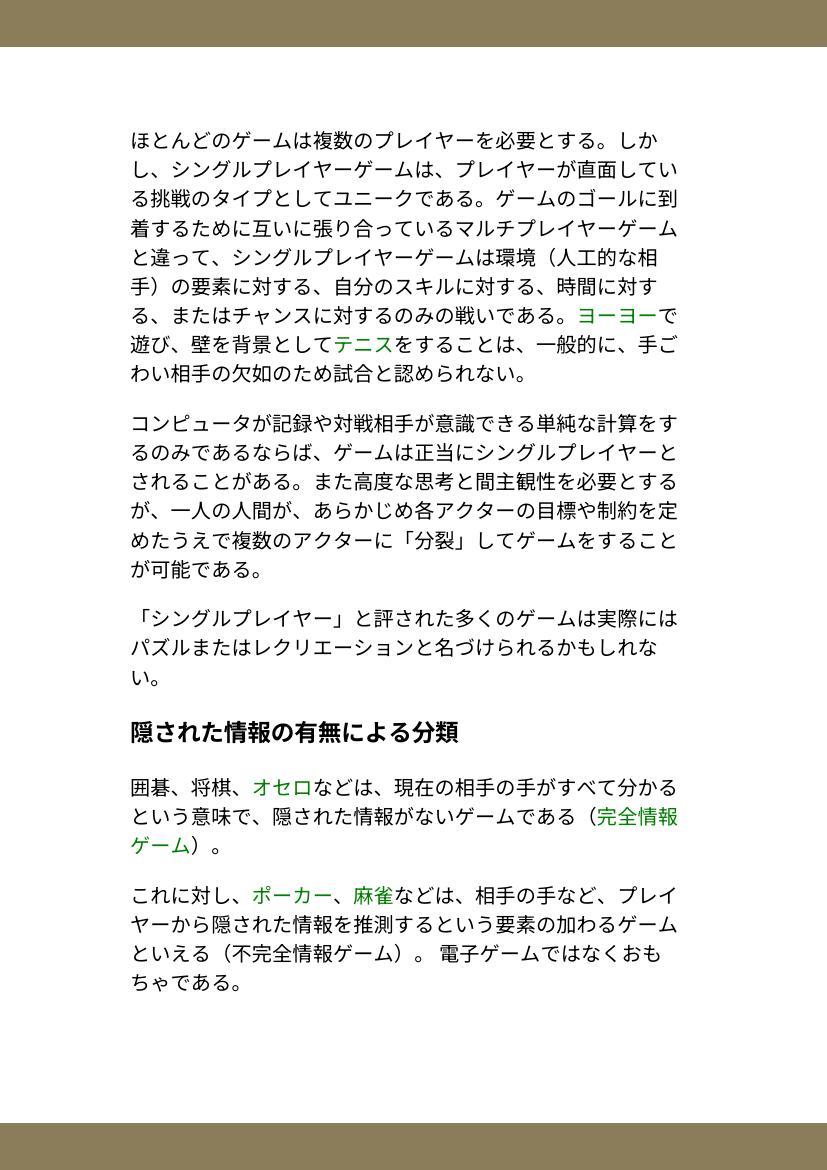 ほとんどのゲームは複数のプレイヤーを必要とする。しか
し、シングルプレイヤーゲームは、プレイヤーが直面してい
る挑戦のタイプとしてユニークである。ゲームのゴールに到
着するために互いに張り合っているマルチプレイヤーゲーム
と違って、シングルプレイヤーゲームは環境（人工的な相
手）の要素に対する、自分のスキルに対する、時間に対す
る、またはチャンスに対するのみの戦いである。ヨーヨーで
遊び、壁を背景としてテニスをすることは、一般的に、手ご
わい相手の欠如のため試合と認められない。
コンピュータが記録や対戦相手が意識できる単純な計算をす
るのみであるならば、ゲームは正当にシングルプレイヤーと
されることがある。また高度な思考と間主観性を必要とする
が、一人の人間が、あらかじめ各アクターの目標や制約を定
めたうえで複数のアクターに「分裂」してゲームをすること
が可能である。
「シングルプレイヤー」と評された多くのゲームは実際には
パズルまたはレクリエーションと名づけられるかもしれな
い。
隠された情報の有無による分類
囲碁、将棋、オセロなどは、現在の相手の手がすべて分かる
という意味で、隠された情報がないゲームである（完全情報
ゲーム）。
これに対し、ポーカー、麻雀などは、相手の手など、プレイ
ヤーから隠された情報を推測するという要素の加わるゲーム
といえる（不完全情報ゲーム）。 電子ゲームではなくおも
ちゃである。